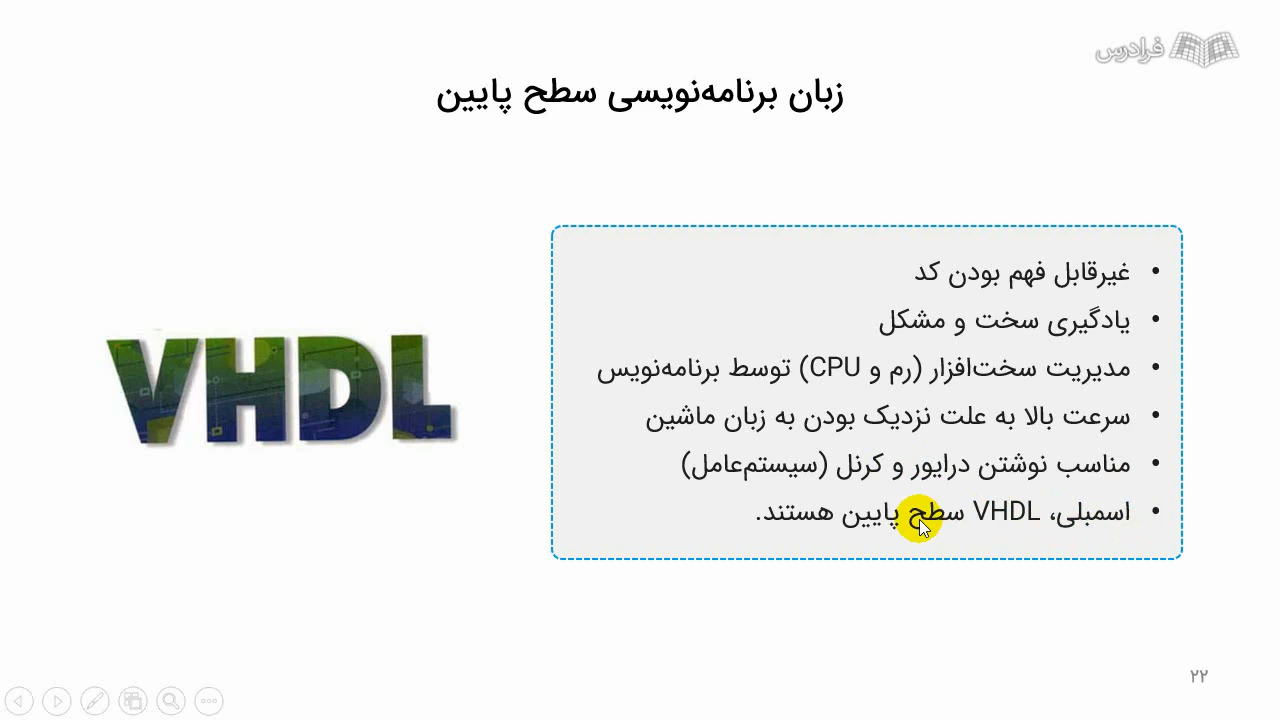 فرادرس
زبان برنامه‌نویسی سطح پایین
• غیرقابل فهم بودن کد
• یادگیری سخت و مشکل
• مدیریت سخت‌افزار (رم و CPU) توسط برنامه‌نویس
• سرعت بالا به علت نزدیک بودن به زبان ماشین
• مناسب نوشتن درایور و کرنل (سیستم‌عامل)
• اسمبلی، VHDL سطح پایین هستند.
VHDL
۲۲